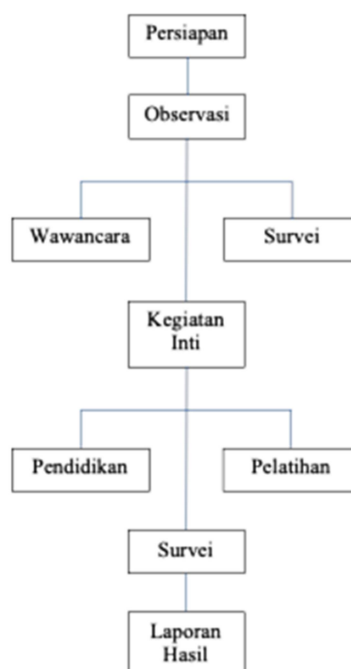 Persiapan
Observasi
Wawancara
Survei
Kegiatan
Inti
Pendidikan
Pelatihan
Survei
Laporan
Hasil